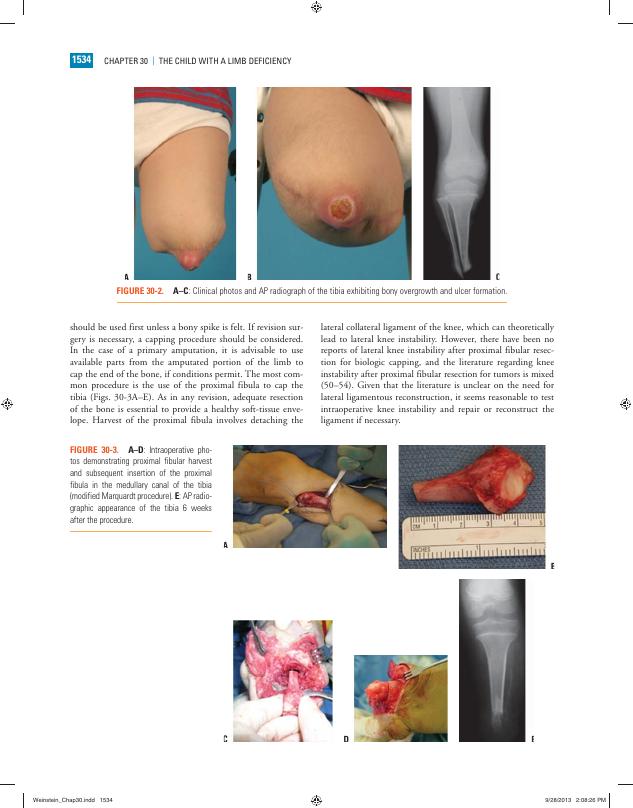 1534 CHAPTER 30 | THE CHILD WITH A LIMB DEFICIENCY
A
B
C
FIGURE 30-2. A–C: Clinical photos and AP radiograph of the tibia exhibiting bony overgrowth and ulcer formation.
should be used first unless a bony spike is felt. If revision sur-
gery is necessary, a capping procedure should be considered.
In the case of a primary amputation, it is advisable to use
available parts from the amputated portion of the limb to
cap the end of the bone, if conditions permit. The most com-
mon procedure is the use of the proximal fibula to cap the
tibia (Figs. 30-3A–E). As in any revision, adequate resection
of the bone is essential to provide a healthy soft-tissue enve-
lope. Harvest of the proximal fibula involves detaching the
lateral collateral ligament of the knee, which can theoretically
lead to lateral knee instability. However, there have been no
reports of lateral knee instability after proximal fibular resec-
tion for biologic capping, and the literature regarding knee
instability after proximal fibular resection for tumors is mixed
(50–54). Given that the literature is unclear on the need for
lateral ligamentous reconstruction, it seems reasonable to test
intraoperative knee instability and repair or reconstruct the
ligament if necessary.
FIGURE 30-3. A–D: Intraoperative pho-
tos demonstrating proximal fibular harvest
and subsequent insertion of the proximal
fibula in the medullary canal of the tibia
(modified Marquardt procedure). E: AP radio-
graphic appearance of the tibia 6 weeks
after the procedure.
A
CM 1 2 3 4 5
INCHES 1
B
C
D
E
Weinstein_Chap30.indd 1534
9/28/2013 2:08:26 PM